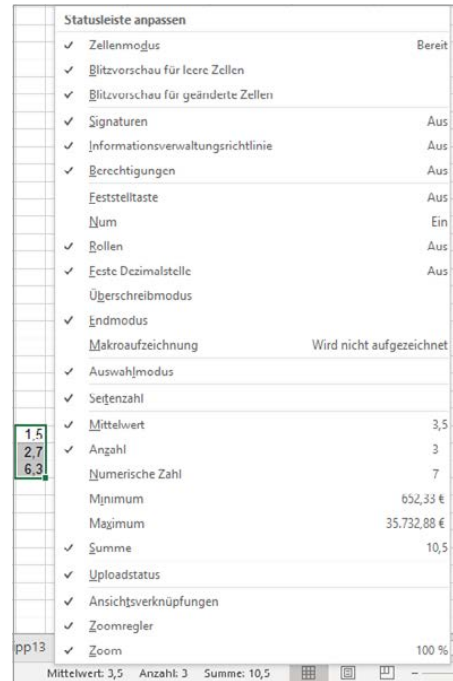 Statusleiste anpassen
✓ Zellenmodus Bereit
✓ Blitzvorschau für leere Zellen
✓ Blitzvorschau für geänderte Zellen
✓ Signaturen Aus
✓ Informationsverwaltungsrichtlinie Aus
✓ Berechtigungen Aus
Feststelltaste Aus
Num Ein
✓ Rollen Aus
✓ Feste Dezimalstelle Aus
Überschreibmodus
✓ Endmodus
Makroaufzeichnung Wird nicht aufgezeichnet
✓ Auswahlmodus
✓ Seitenzahl
✓ Mittelwert 3,5
✓ Anzahl 3
Numerische Zahl 7
Minimum 652,33 €
Maximum 35.732,88 €
✓ Summe 10,5
✓ Uploadstatus
✓ Ansichtsverknüpfungen
✓ Zoomregler
✓ Zoom 100 %
1,5
2,7
6,3
ipp13
Mittelwert: 3,5 Anzahl: 3 Summe: 10,5